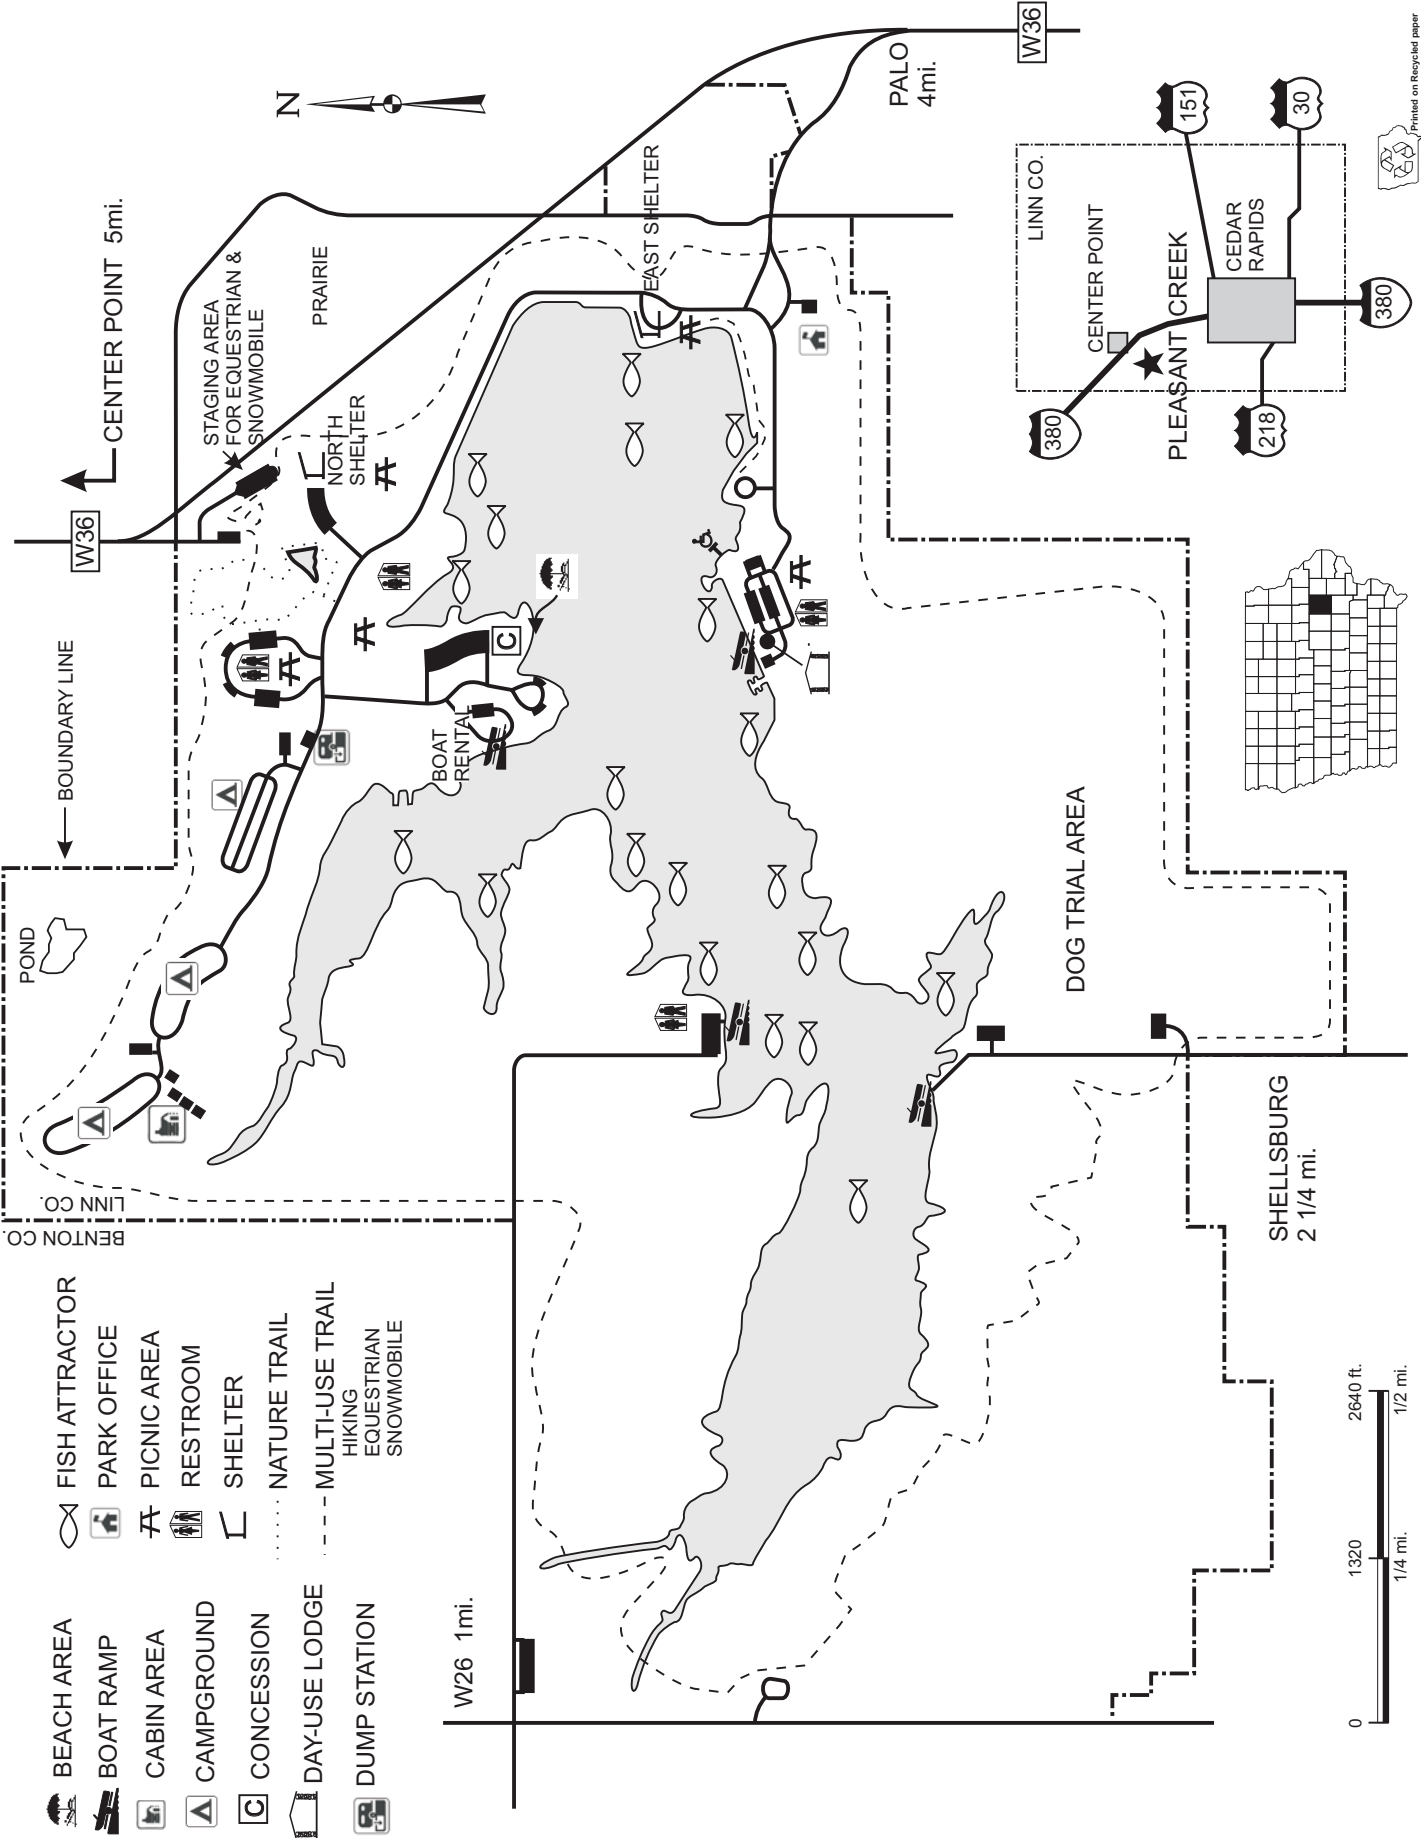 BEACH AREA
BOAT RAMP
CABIN AREA
CAMPGROUND
C
CONCESSION
DAY-USE LODGE
DUMP STATION
FISH ATTRACTOR
PARK OFFICE
PICNIC AREA
RESTROOM
SHELTER
NATURE TRAIL
MULTI-USE TRAIL
HIKING
EQUESTRIAN
SNOWMOBILE
BENTON CO.
LINN CO.
POND
BOUNDARY LINE
W36
CENTER POINT 5mi.
STAGING AREA
FOR EQUESTRIAN &
SNOWMOBILE
PRAIRIE
N
NORTH
SHELTER
BOAT
RENTAL
C
EAST SHELTER
PALO
4mi.
W36
W26 1mi.
DOG TRIAL AREA
SHELLSBURG
2 1/4 mi.
LINN CO.
CENTER POINT
PLEASANT CREEK
CEDAR
RAPIDS
380
218
151
30
380
0
1320
2640 ft.
1/4 mi.
1/2 mi.
Printed on Recycled paper